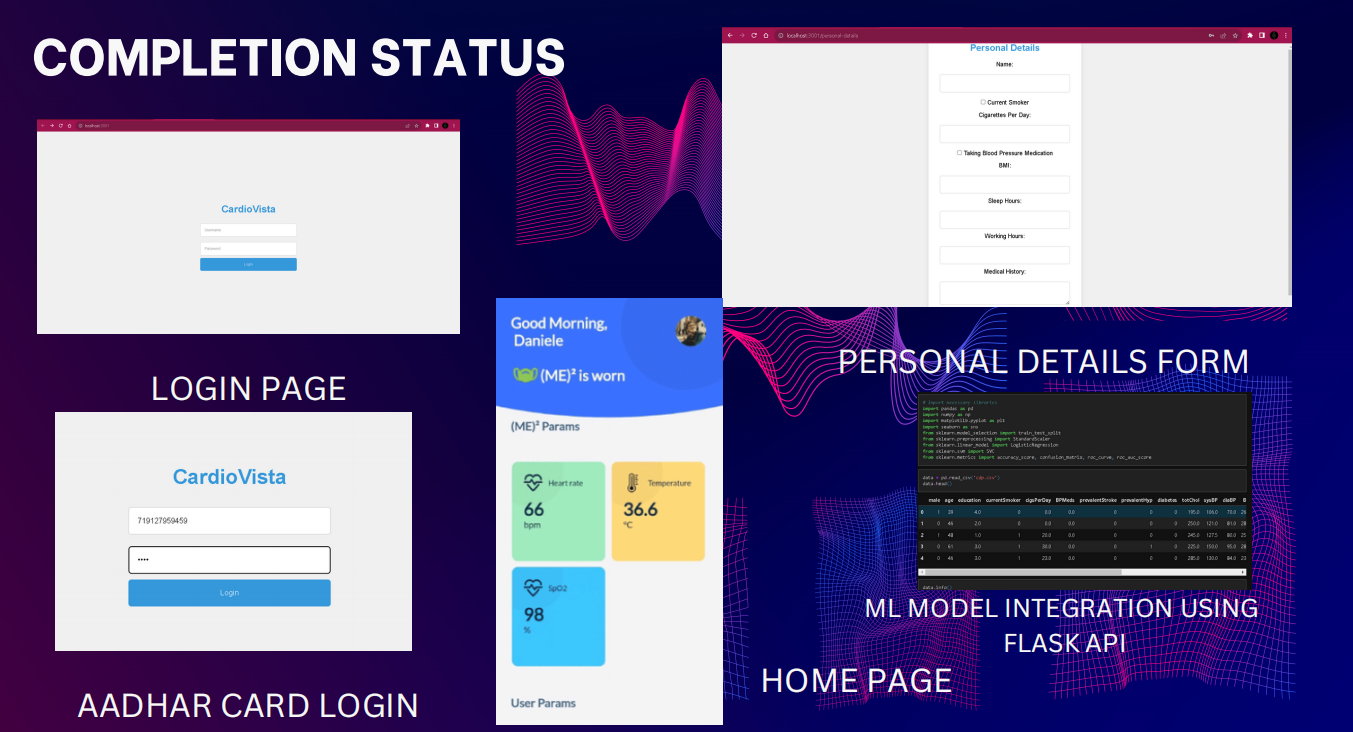 COMPLETION STATUS
localhost:3001
CardioVista
Username
Password
Login
LOGIN PAGE
CardioVista
719127959459
••••
Login
AADHAR CARD LOGIN
Good Morning,
Daniele
(ME)² is worn
(ME)² Params
Heart rate
66
bpm
Temperature
36.6
°C
SpO2
98
%
User Params
HOME PAGE
localhost:3001/personal-details
Personal Details
Name:
Current Smoker
Cigarettes Per Day:
Taking Blood Pressure Medication
BMI:
Sleep Hours:
Working Hours:
Medical History:
PERSONAL DETAILS FORM
# import necessary libraries
import pandas as pd
import numpy as np
import matplotlib.pyplot as plt
import seaborn as sns
from sklearn.model_selection import train_test_split
from sklearn.preprocessing import StandardScaler
from sklearn.linear_model import LogisticRegression
from sklearn.svm import SVC
from sklearn.metrics import accuracy_score, confusion_matrix, roc_curve, roc_auc_score
data = pd.read_csv("cdp.csv")
data.head()
male age education currentSmoker cigsPerDay BPMeds prevalentStroke prevalentHyp diabetes totChol sysBP diaBP B
0 1 39 4.0 0 0.0 0.0 0 0 0 195.0 106.0 70.0 26
1 0 46 2.0 0 0.0 0.0 0 0 0 250.0 121.0 81.0 28
2 1 48 1.0 1 20.0 0.0 0 0 0 245.0 127.5 80.0 25
3 0 61 3.0 1 30.0 0.0 0 1 0 225.0 150.0 95.0 28
4 0 46 3.0 1 23.0 0.0 0 0 0 285.0 130.0 84.0 23
data.info()
ML MODEL INTEGRATION USING
FLASK API